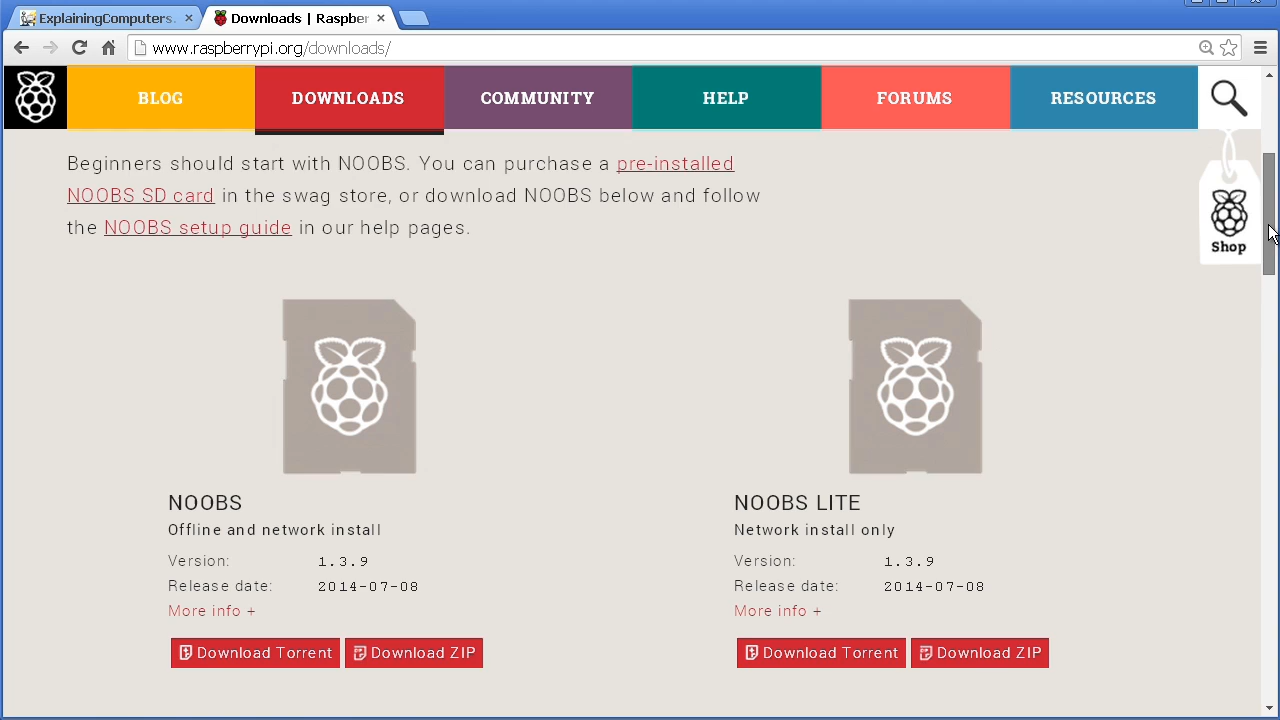 ExplainingComputers.
Downloads | Raspber
www.raspberrypi.org/downloads/
BLOG
DOWNLOADS
COMMUNITY
HELP
FORUMS
RESOURCES
Beginners should start with NOOBS. You can purchase a pre-installed
NOOBS SD card in the swag store, or download NOOBS below and follow
the NOOBS setup guide in our help pages.
Shop
NOOBS
Offline and network install
Version: 1.3.9
Release date: 2014-07-08
More info +
Download Torrent
Download ZIP
NOOBS LITE
Network install only
Version: 1.3.9
Release date: 2014-07-08
More info +
Download Torrent
Download ZIP